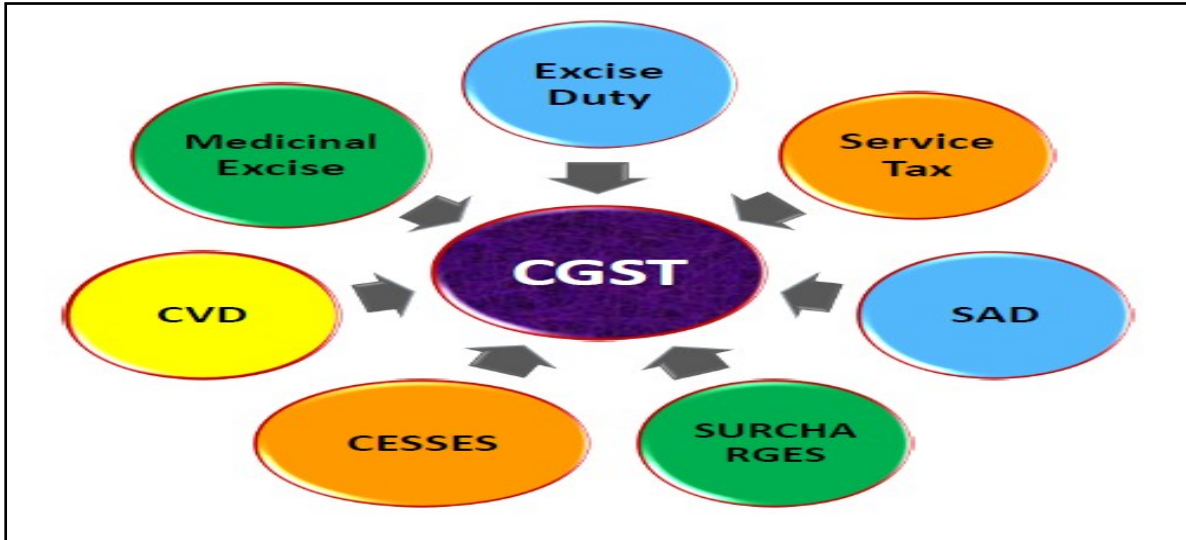 Excise
Duty
Medicinal
Excise
Service
Tax
CGST
CVD
SAD
CESSES
SURCHA
RGES